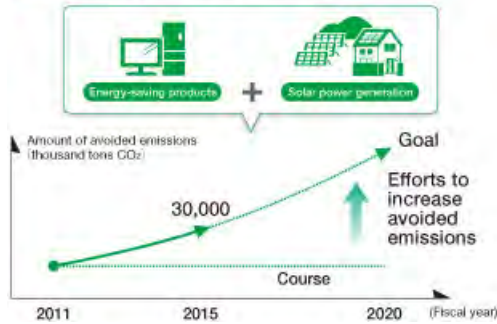 Energy-saving products
+
Solar power generation
Amount of avoided emissions
(thousand tons CO₂)
Goal
30,000
Efforts to
increase
avoided
emissions
Course
2011
2015
2020
(Fiscal year)